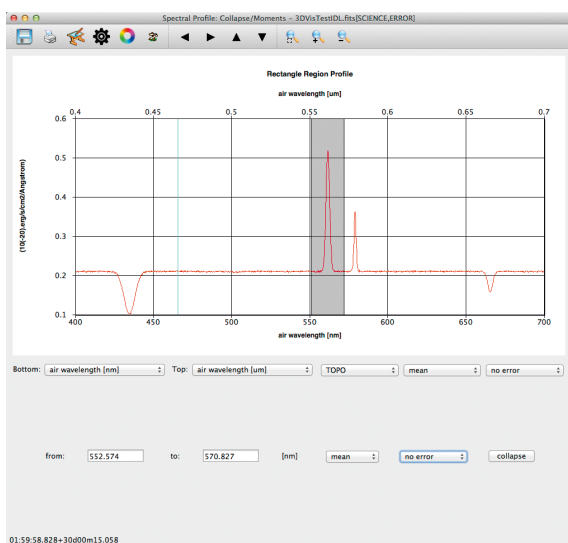 Spectral Profile: Collapse/Moments - 3DVisTestIDL.fits[SCIENCE,ERROR]
Rectangle Region Profile
air wavelength [um]
0.4 0.45 0.5 0.55 0.6 0.65 0.7
0.6
0.5
0.4
0.3
0.2
0.1
(10(-20).erg/s/cm2/Angstrom)
400 450 500 550 600 650 700
air wavelength [nm]
Bottom: air wavelength [nm] Top: air wavelength [um] TOPO mean no error
from: 552.574 to: 570.827 [nm] mean no error collapse
01:59:58.828+30d00m15.058